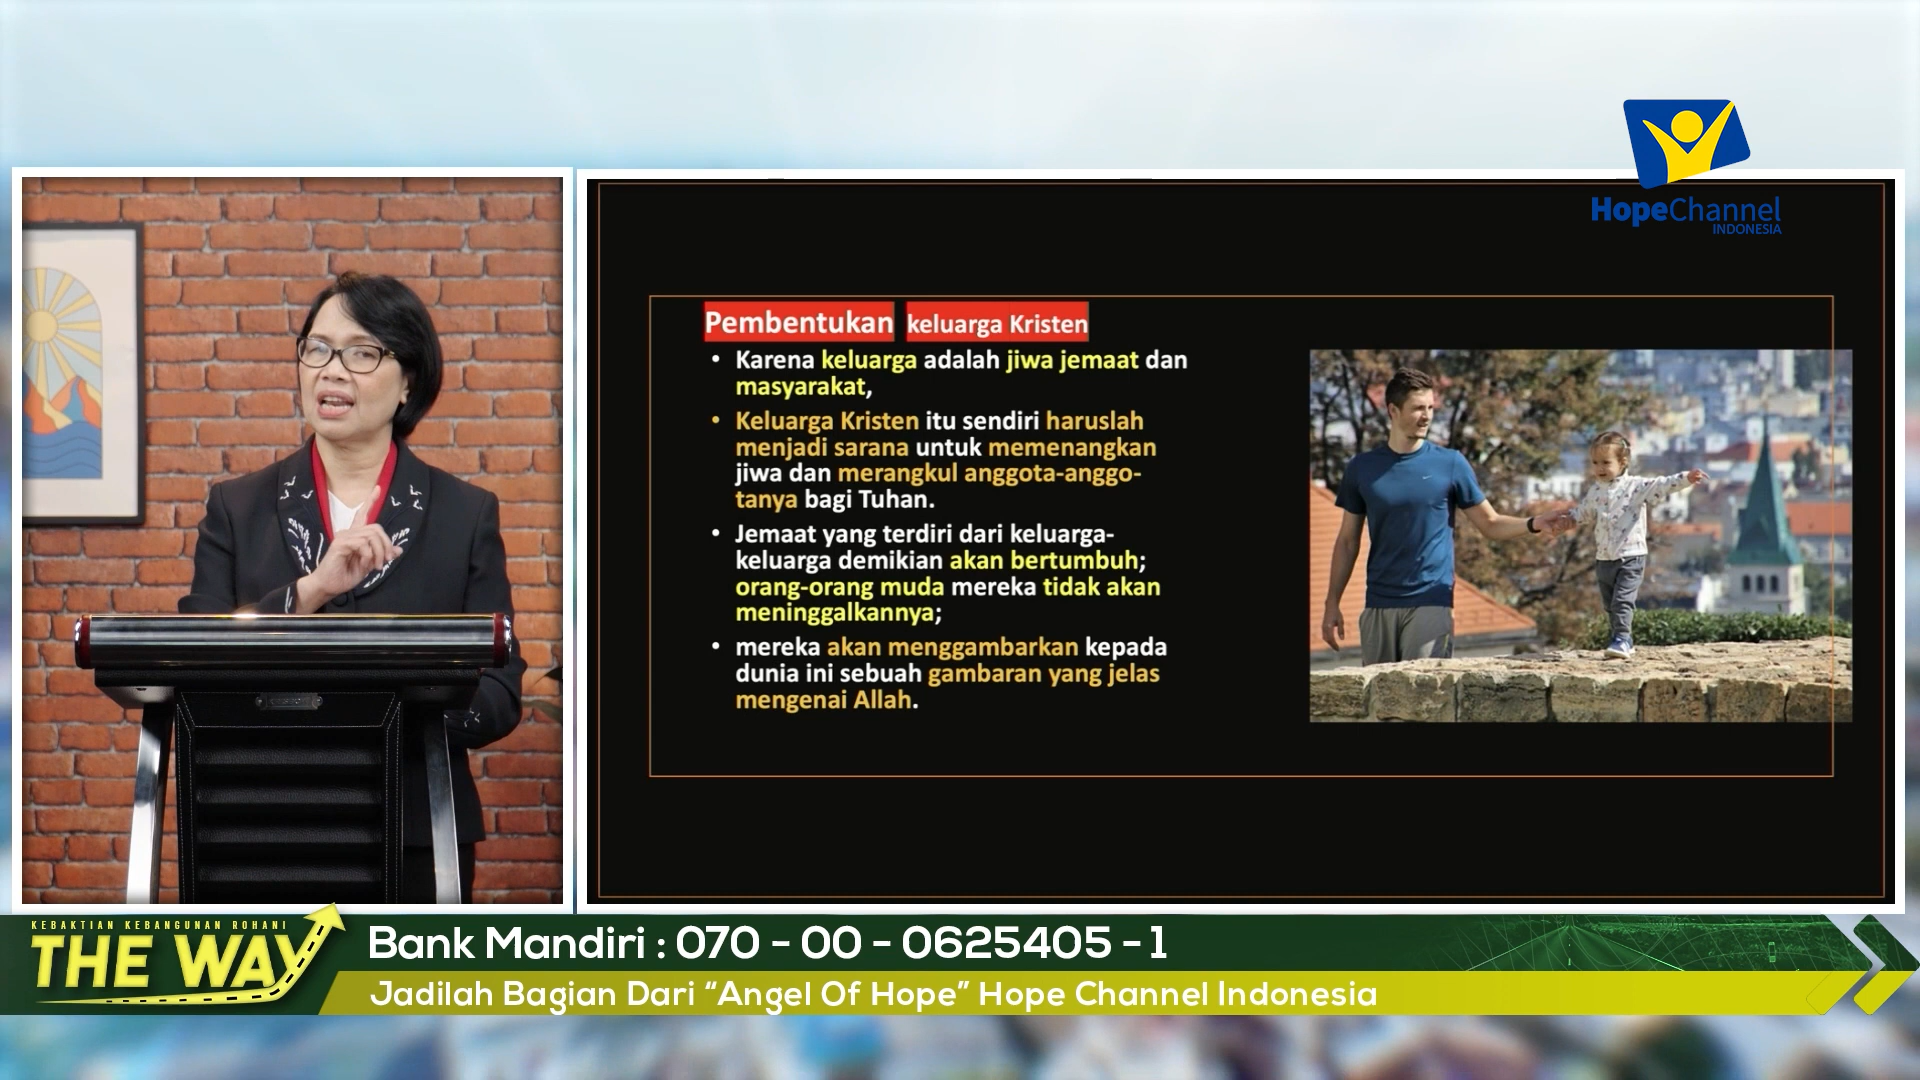 HopeChannel
INDONESIA
Pembentukan keluarga Kristen
• Karena keluarga adalah jiwa jemaat dan
masyarakat,
• Keluarga Kristen itu sendiri haruslah
menjadi sarana untuk memenangkan
jiwa dan merangkul anggota-anggo-
tanya bagi Tuhan.
• Jemaat yang terdiri dari keluarga-
keluarga demikian akan bertumbuh;
orang-orang muda mereka tidak akan
meninggalkannya;
• mereka akan menggambarkan kepada
dunia ini sebuah gambaran yang jelas
mengenai Allah.
KEBAKTIAN KEBANGUNAN ROHANI
THE WAY
Bank Mandiri : 070 - 00 - 0625405 - 1
Jadilah Bagian Dari “Angel Of Hope” Hope Channel Indonesia